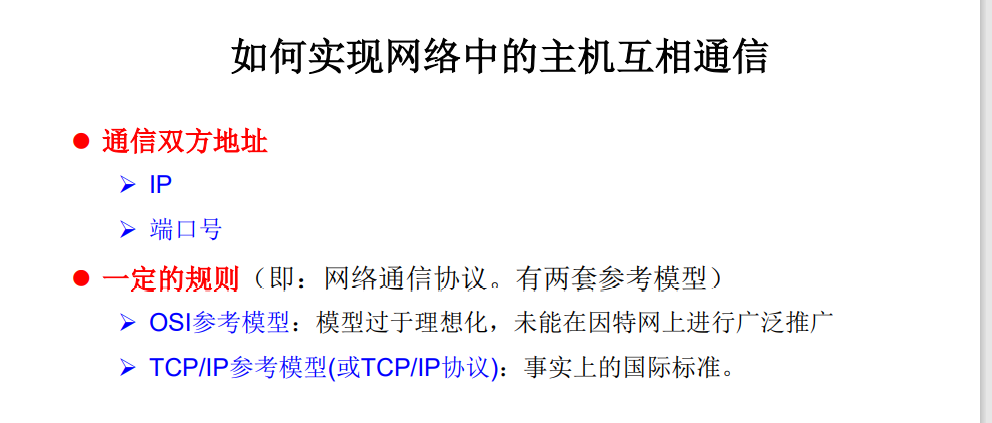 如何实现网络中的主机互相通信
通信双方地址
IP
端口号
一定的规则（即：网络通信协议。有两套参考模型）
OSI参考模型：模型过于理想化，未能在因特网上进行广泛推广
TCP/IP参考模型(或TCP/IP协议)：事实上的国际标准。